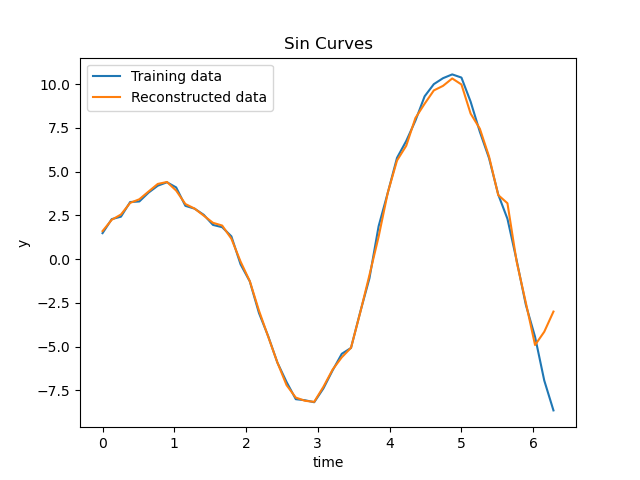 Sin Curves
Training data
Reconstructed data
10.0
7.5
5.0
2.5
0.0
−2.5
−5.0
−7.5
y
0 1 2 3 4 5 6
time